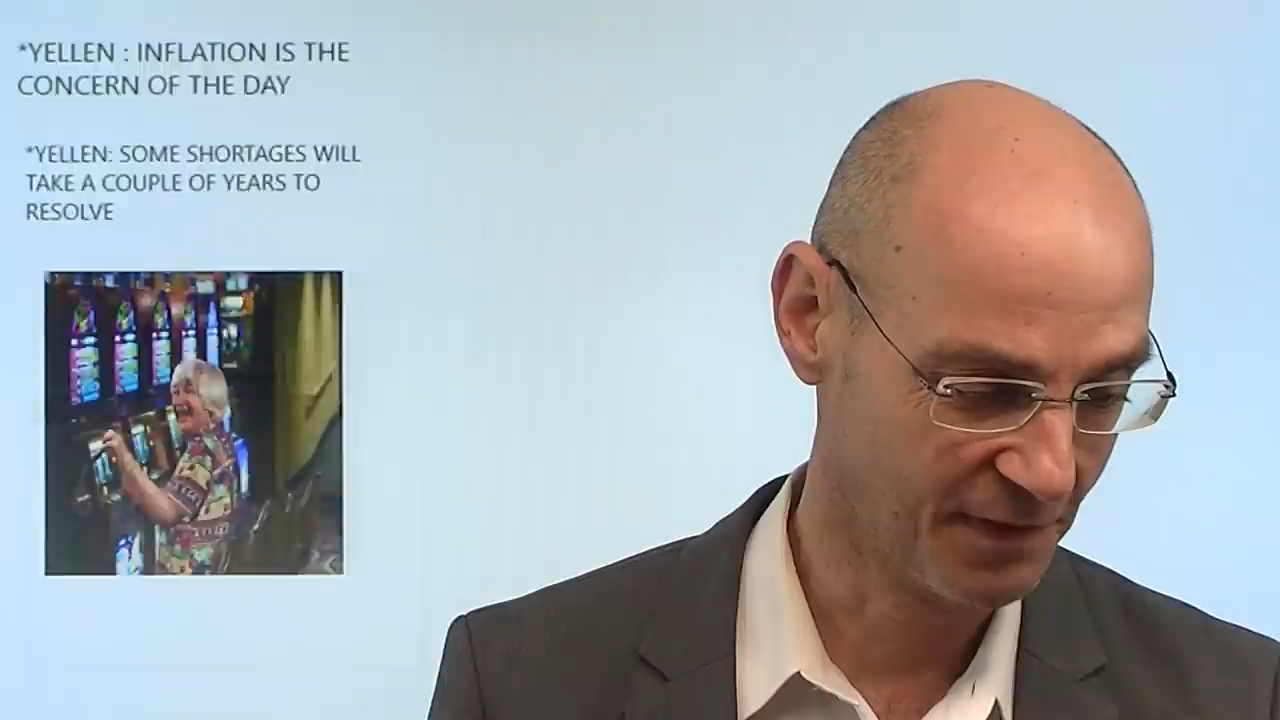 *YELLEN : INFLATION IS THE
CONCERN OF THE DAY
*YELLEN: SOME SHORTAGES WILL
TAKE A COUPLE OF YEARS TO
RESOLVE